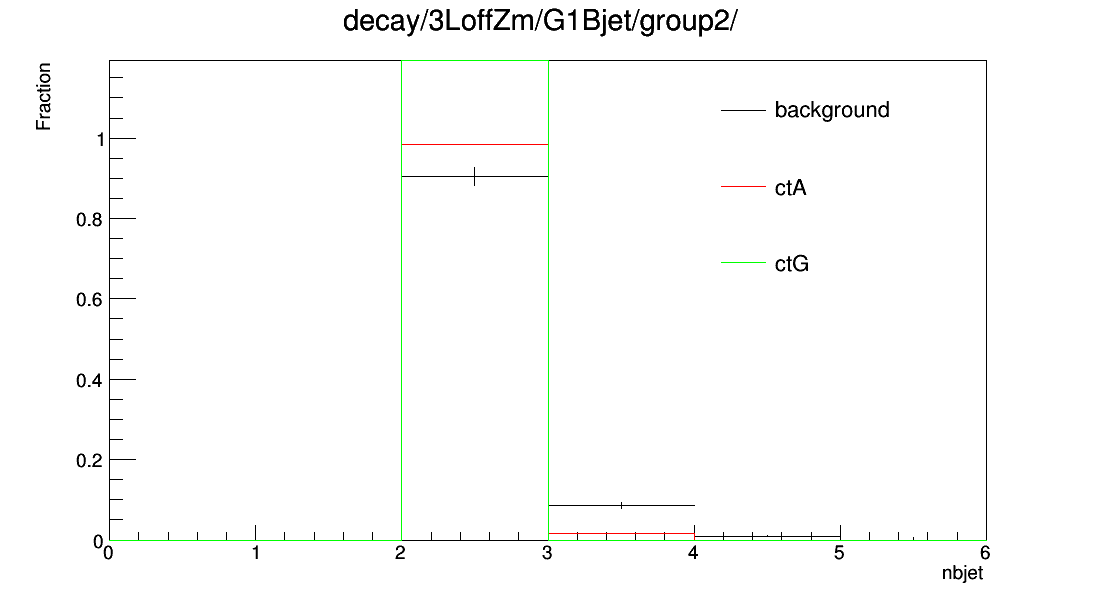 decay/3LoffZm/G1Bjet/group2/
Fraction
background
ctA
ctG
1
0.8
0.6
0.4
0.2
0
0 1 2 3 4 5 6
nbjet